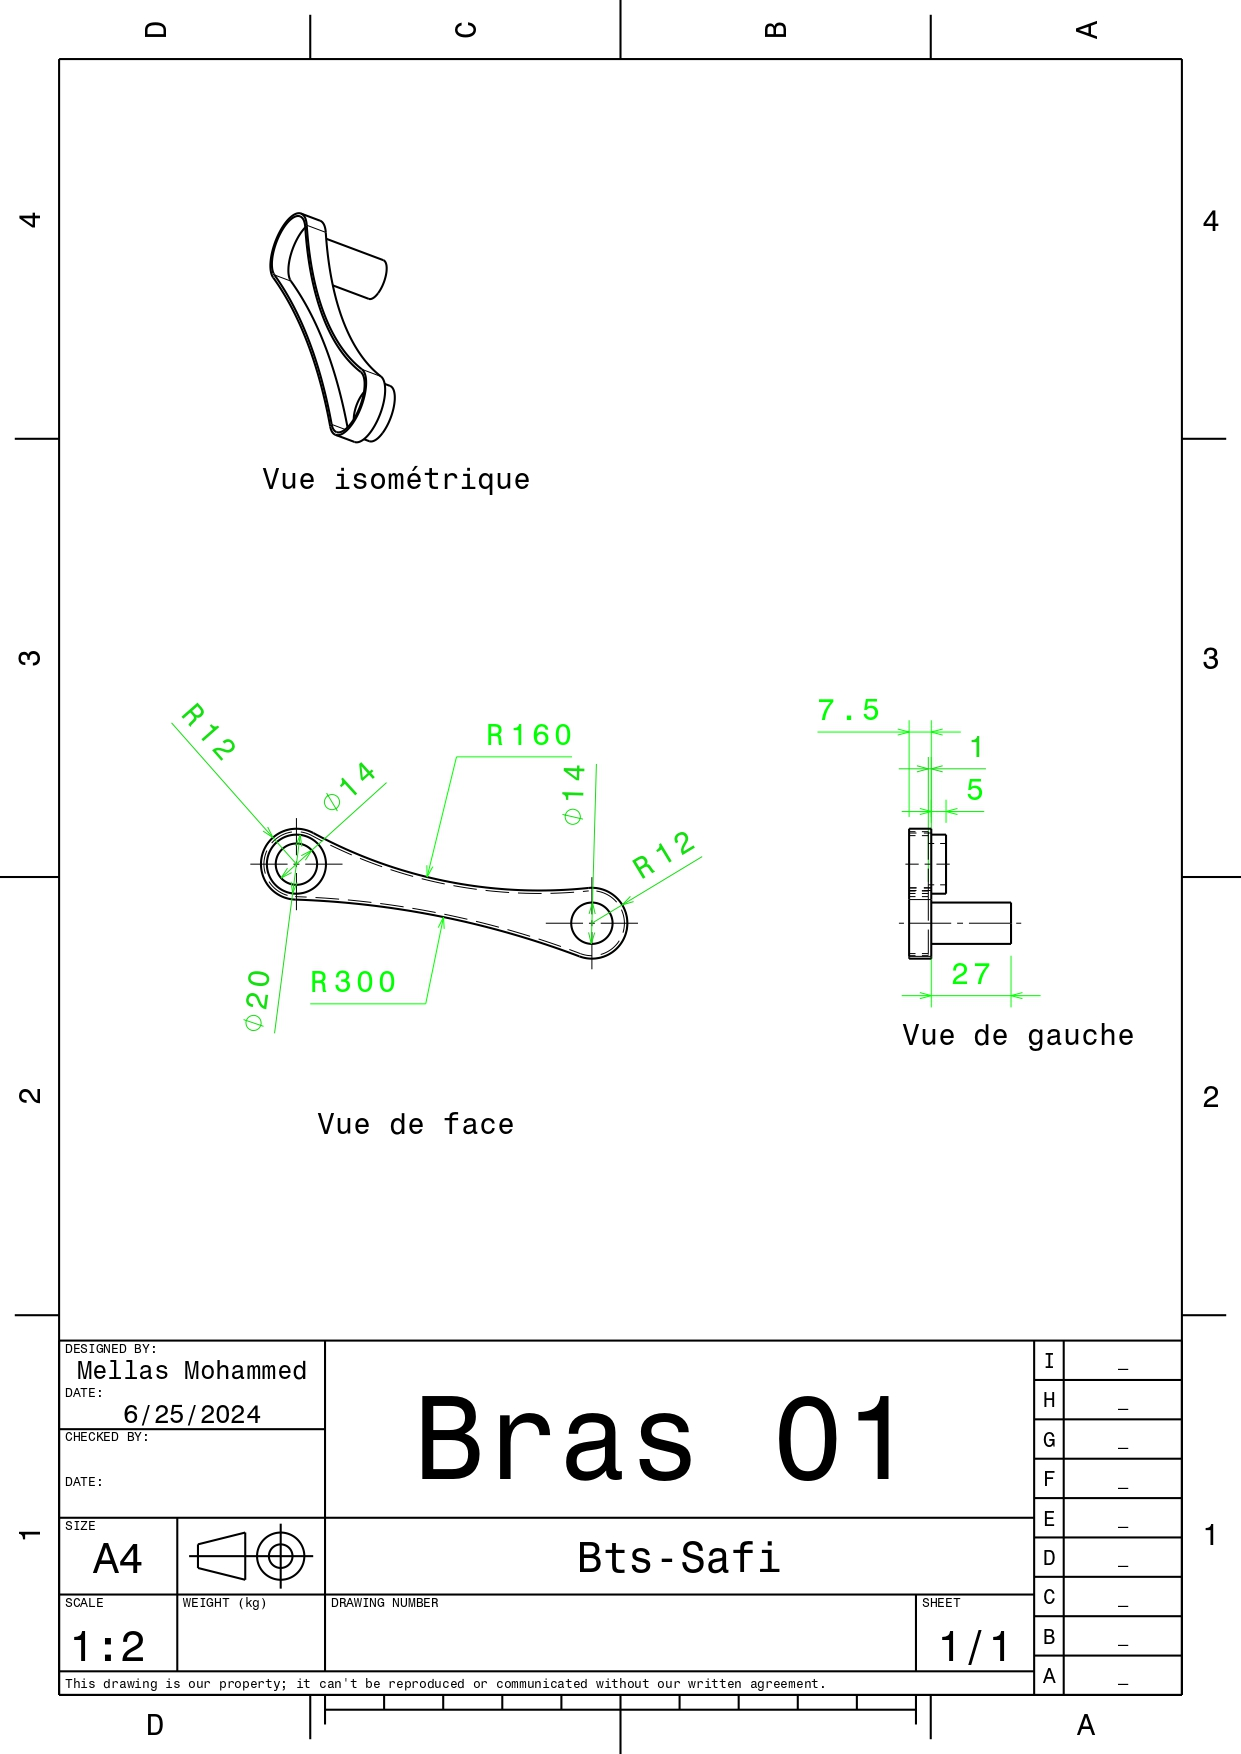 D C B A
4 4
Vue isométrique
3 3
R12
Ø14
R160
Ø14
R12
Ø20
R300
7.5
1
5
27
Vue de gauche
Vue de face
2 2
DESIGNED BY:
Mellas Mohammed
DATE:
6/25/2024
CHECKED BY:
DATE:
Bras 01
SIZE
A4
Bts-Safi
SCALE
1:2
WEIGHT (kg)
DRAWING NUMBER
SHEET
1/1
I _
H _
G _
F _
E _
D _
C _
B _
A _
1 1
This drawing is our property; it can't be reproduced or communicated without our written agreement.
D A